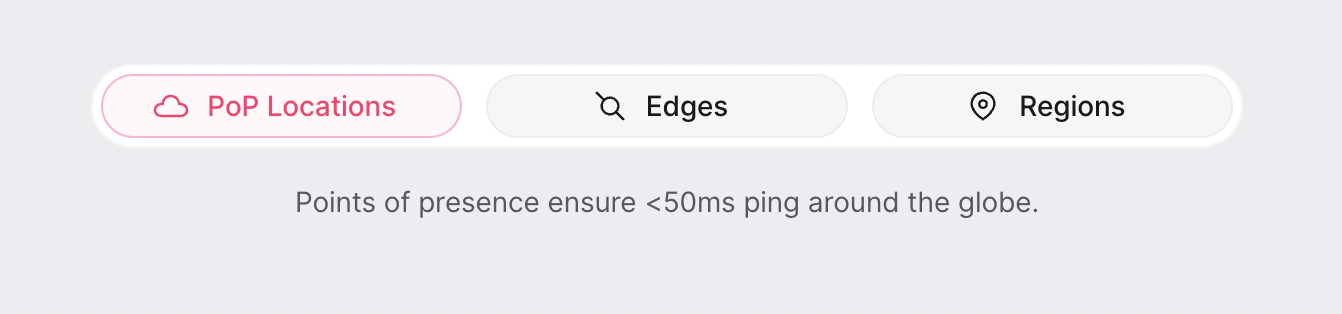 PoP Locations
Edges
Regions
Points of presence ensure <50ms ping around the globe.